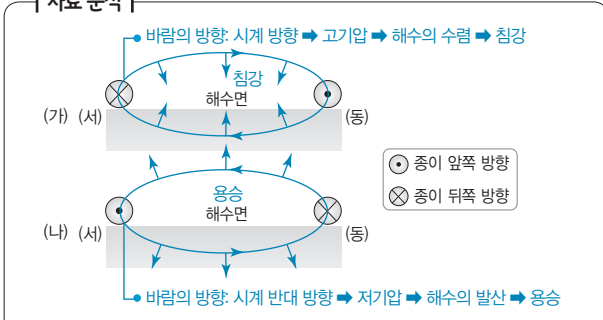 자료 분석
바람의 방향: 시계 방향 ➡ 고기압 ➡ 해수의 수렴 ➡ 침강
침강
해수면
(가) (서) (동)
⊙ 종이 앞쪽 방향
⊗ 종이 뒤쪽 방향
용승
해수면
(나) (서) (동)
바람의 방향: 시계 반대 방향 ➡ 저기압 ➡ 해수의 발산 ➡ 용승